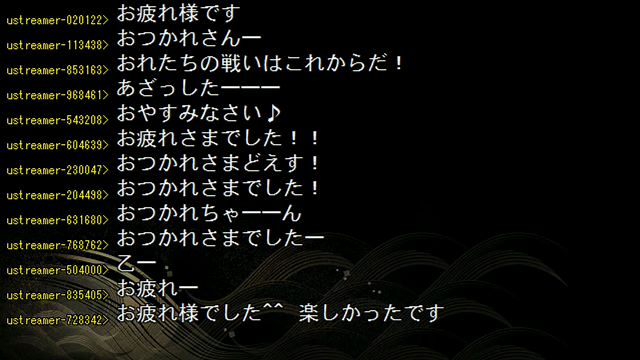 ustreamer-020122> お疲れ様です
ustreamer-113438> おつかれさんー
ustreamer-853163> おれたちの戦いはこれからだ！
ustreamer-968461> あざっしたーーー
ustreamer-543208> おやすみなさい♪
ustreamer-604639> お疲れさまでした！！
ustreamer-230047> おつかれさまどえす！
ustreamer-204498> おつかれさまでした！
ustreamer-631680> おつかれちゃーーん
ustreamer-768762> おつかれさまでしたー
ustreamer-504000> 乙ー
ustreamer-835405> お疲れー
ustreamer-728342> お疲れ様でした^^ 楽しかったです